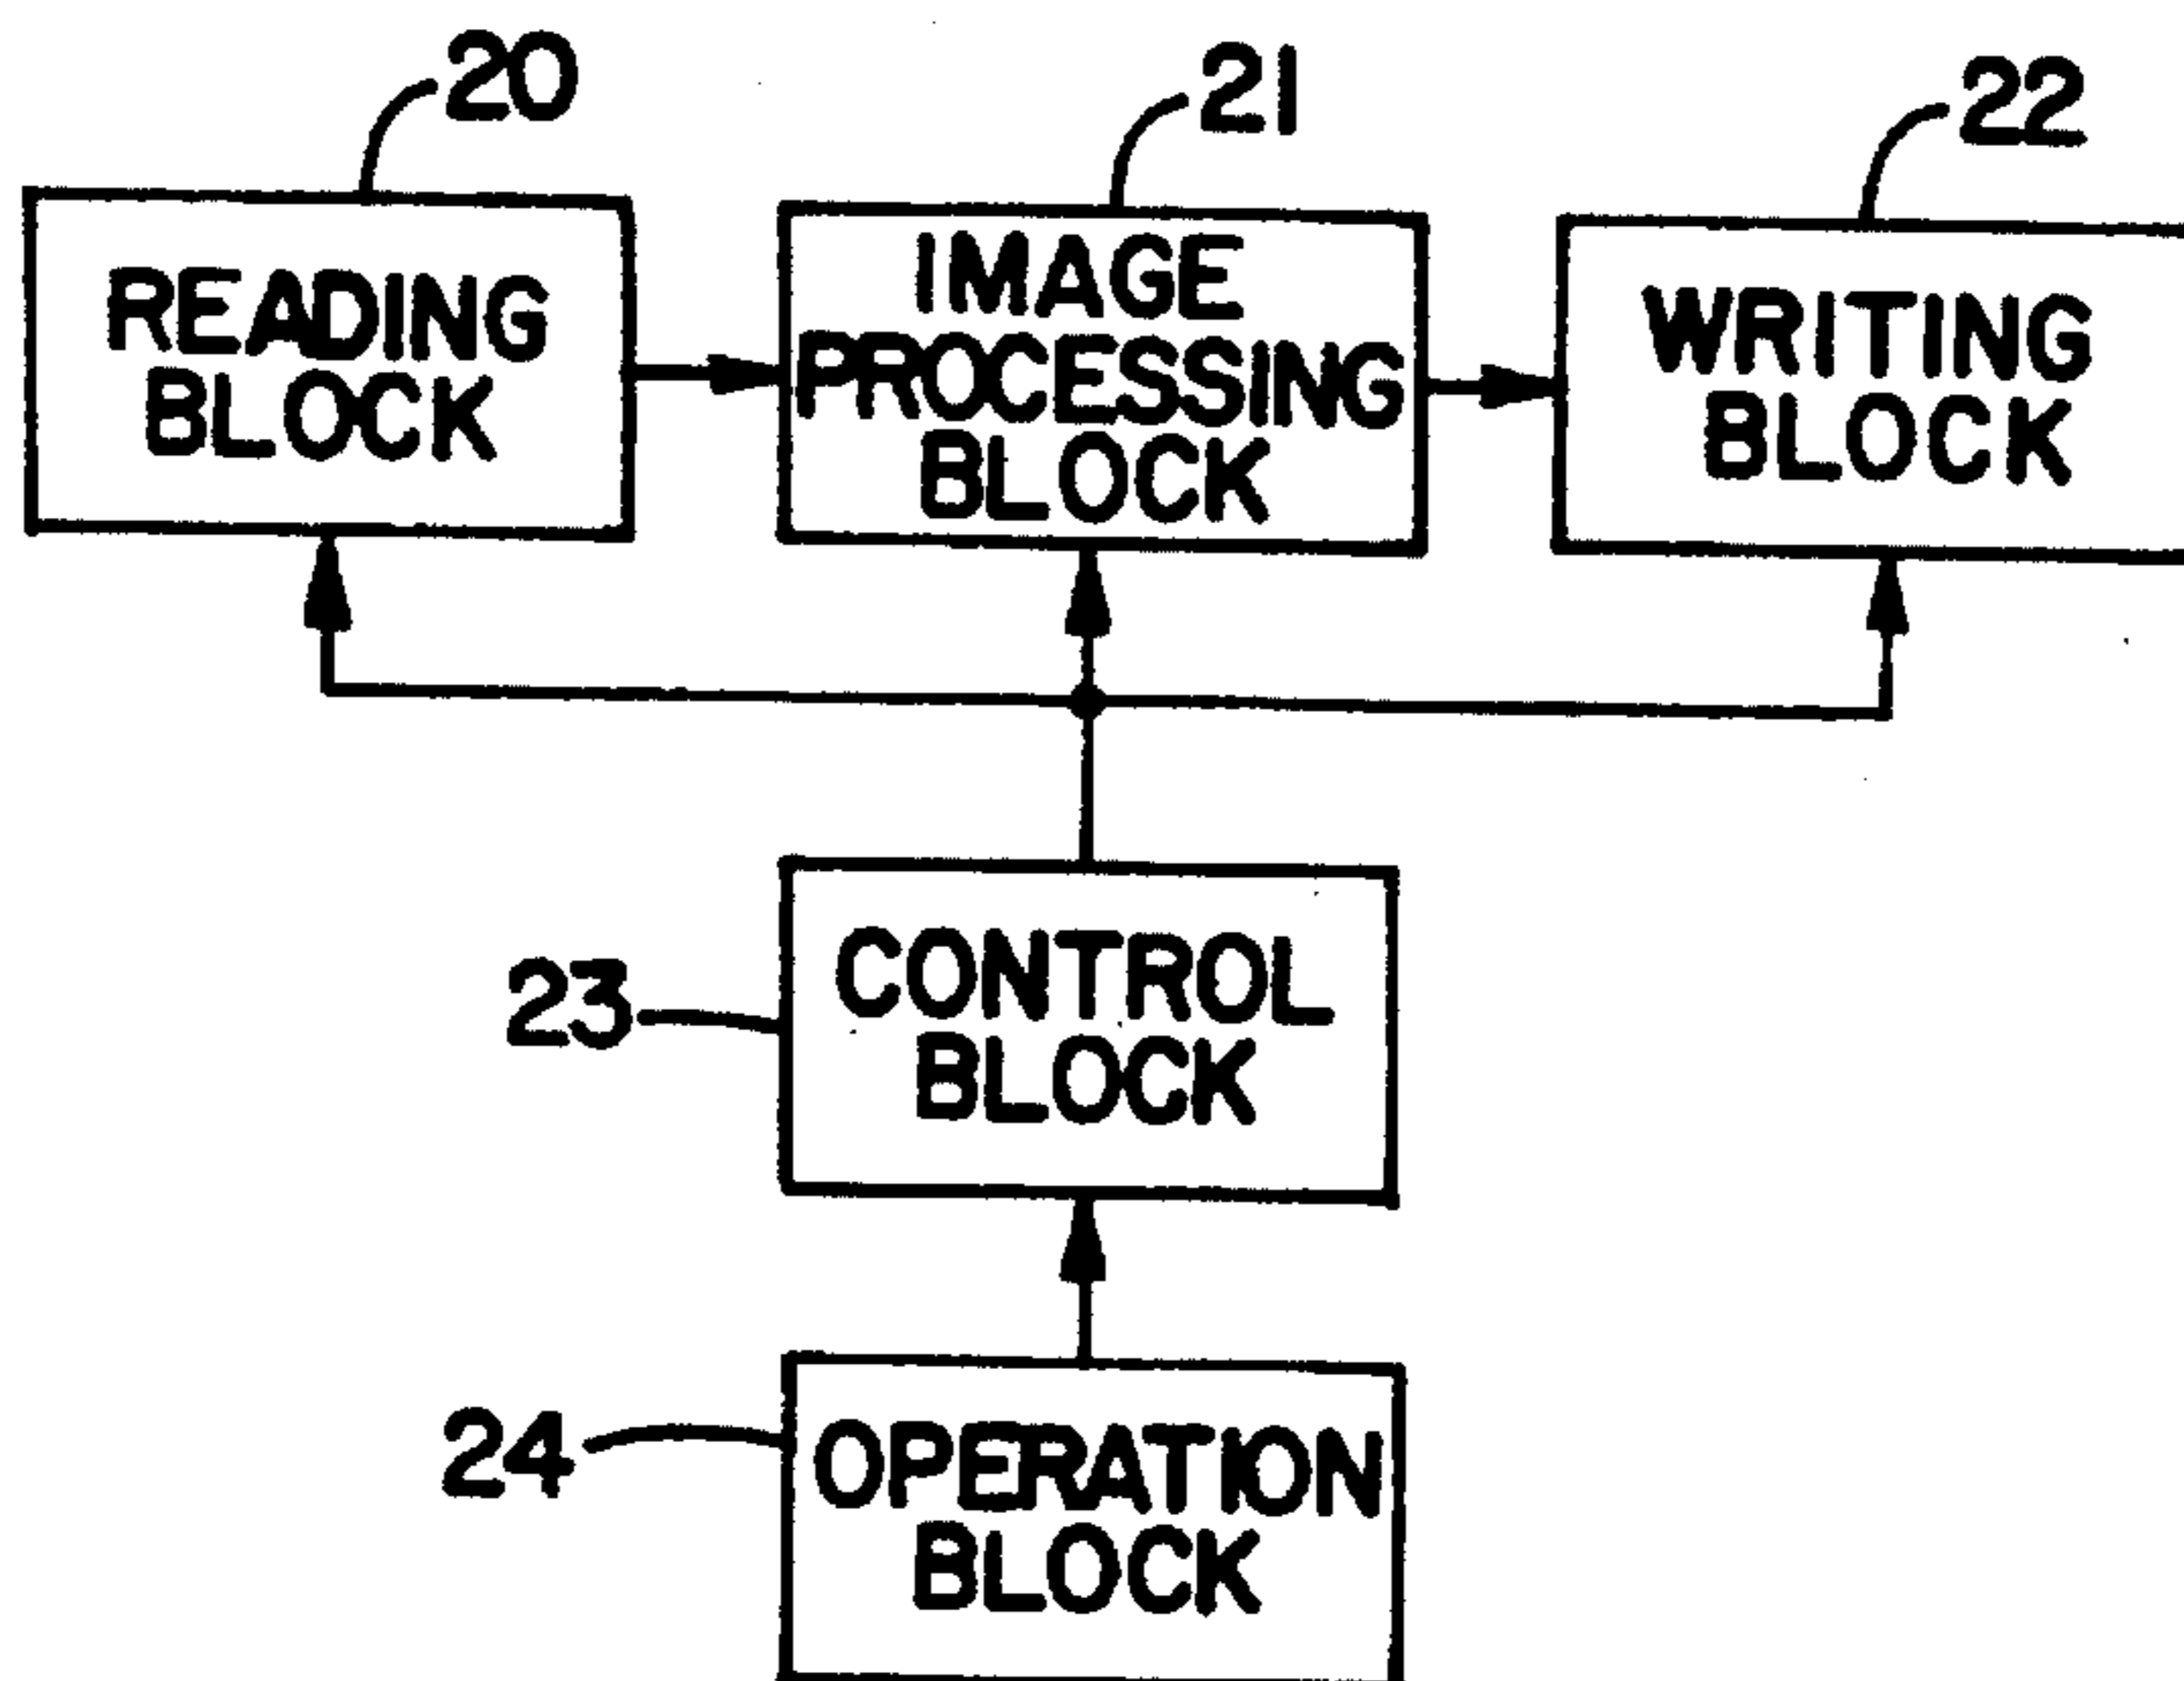 20
21
22
READING
BLOCK
IMAGE
PROCESSING
BLOCK
WRITING
BLOCK
23
CONTROL
BLOCK
24
OPERATION
BLOCK